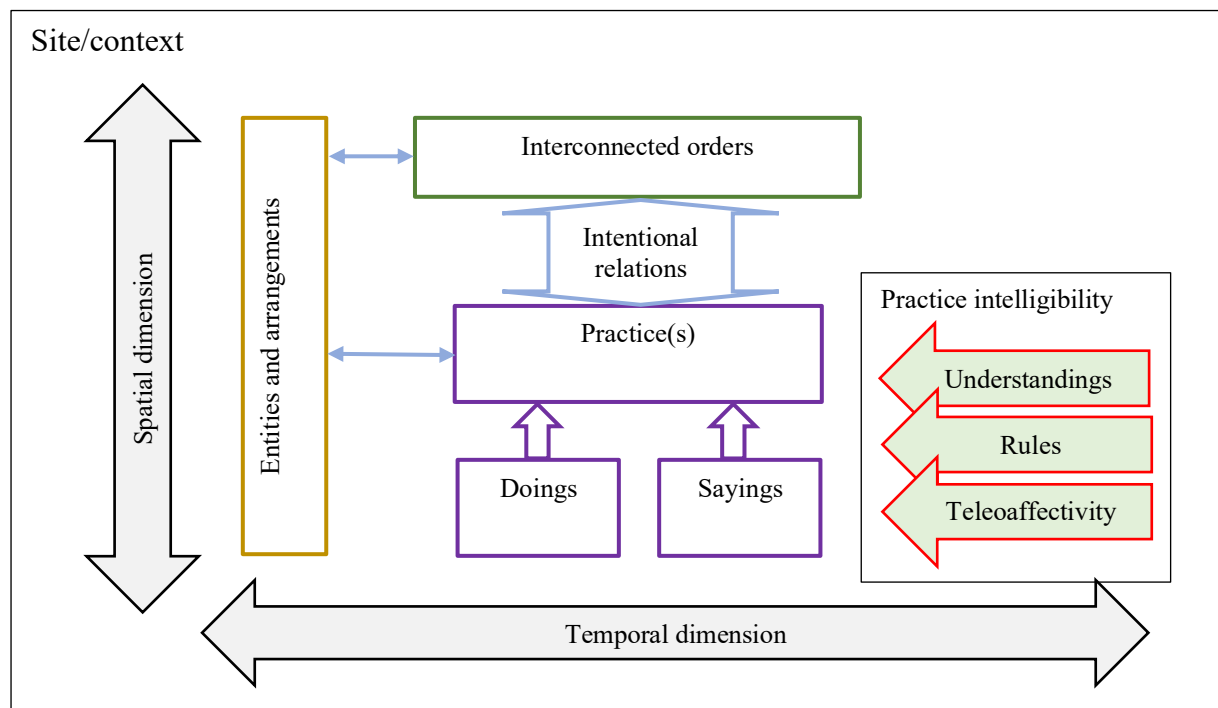 Site/context
Interconnected orders
Intentional
relations
Practice(s)
Doings
Sayings
Entities and arrangements
Spatial dimension
Practice intelligibility
Understandings
Rules
Teleoaffectivity
Temporal dimension